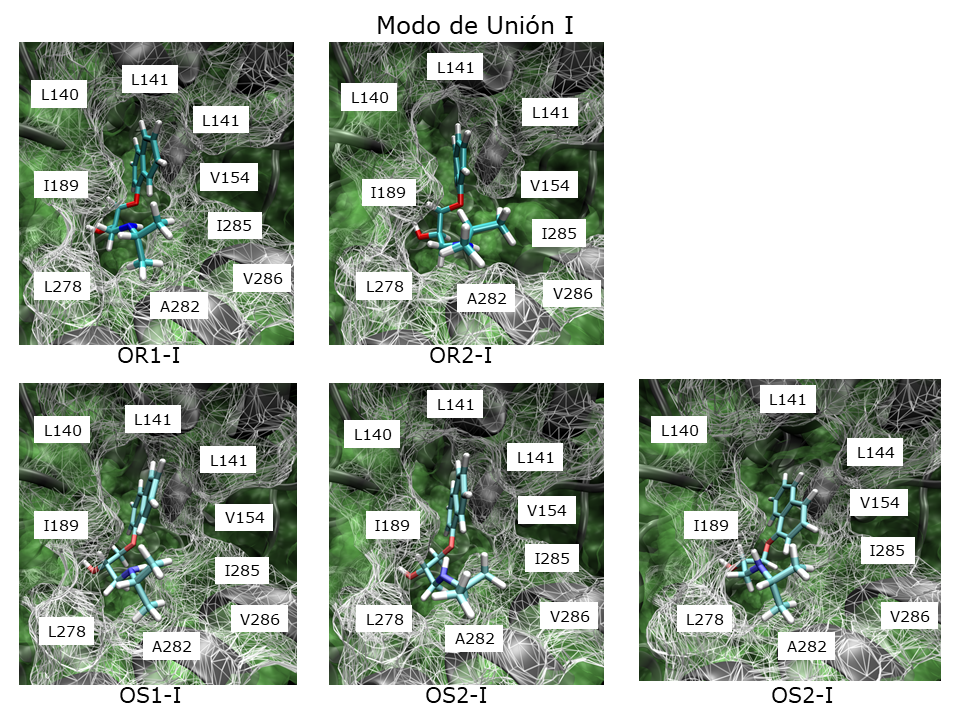 Modo de Unión I
L141
L140
L141
I189
V154
I285
L278
V286
A282
OR1-I
L141
L140
L141
I189
V154
I285
L278
V286
A282
OR2-I
L141
L140
L141
I189
V154
I285
L278
V286
A282
OS1-I
L141
L140
L141
I189
V154
I285
L278
V286
A282
OS2-I
L141
L140
L144
V154
I189
I285
L278
V286
A282
OS2-I